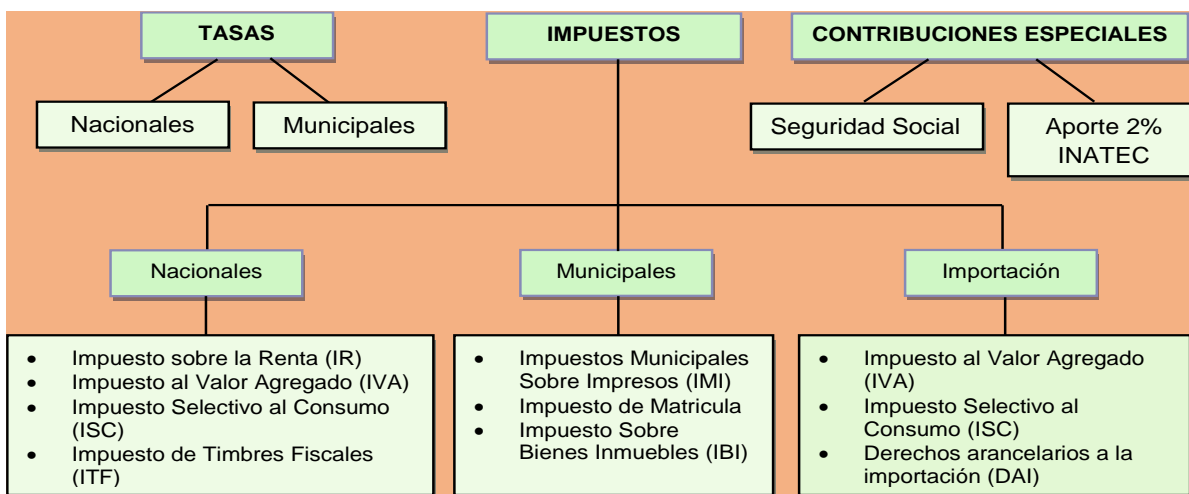 TASAS
IMPUESTOS
CONTRIBUCIONES ESPECIALES
Nacionales
Municipales
Seguridad Social
Aporte 2%
INATEC
Nacionales
Municipales
Importación
• Impuesto sobre la Renta (IR)
• Impuesto al Valor Agregado (IVA)
• Impuesto Selectivo al Consumo
(ISC)
• Impuesto de Timbres Fiscales
(ITF)
• Impuestos Municipales
Sobre Impresos (IMI)
• Impuesto de Matricula
• Impuesto Sobre
Bienes Inmuebles (IBI)
• Impuesto al Valor Agregado
(IVA)
• Impuesto Selectivo al
Consumo (ISC)
• Derechos arancelarios a la
importación (DAI)